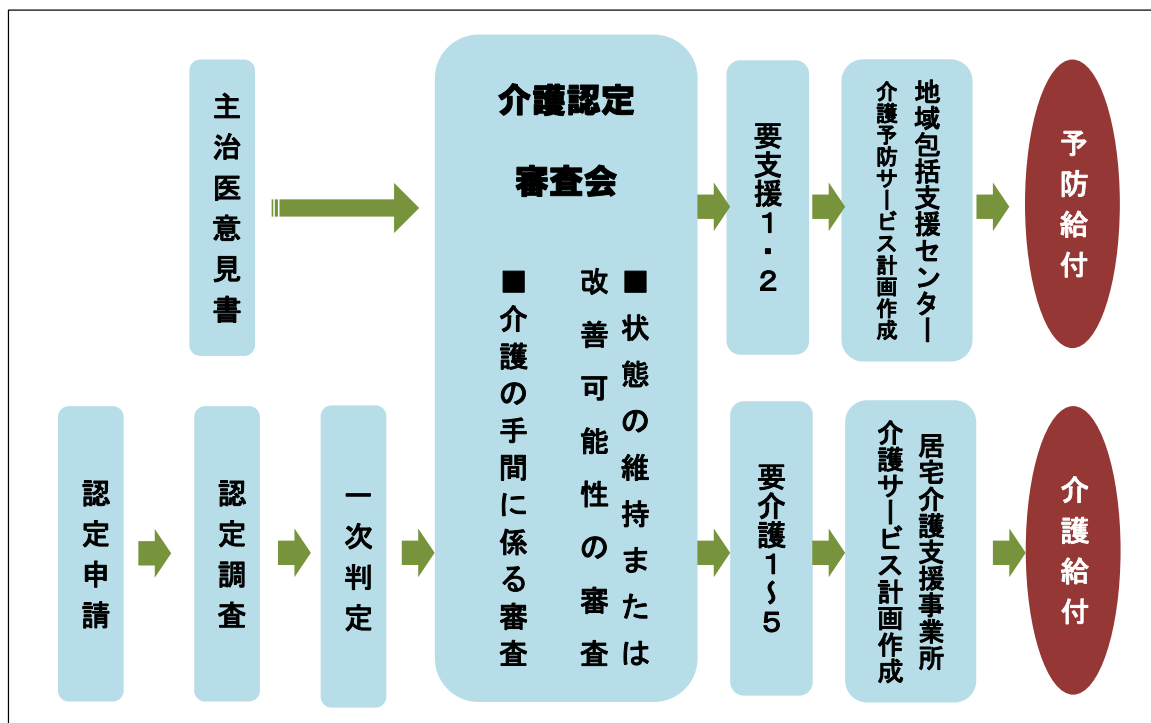 主治医意見書
介護認定
審査会
■状態の維持または
改善可能性の審査
■介護の手間に係る審査
要支援1・2
地域包括支援センター
介護予防サービス計画作成
予防給付
認定申請
認定調査
一次判定
要介護1~5
居宅介護支援事業所
介護サービス計画作成
介護給付